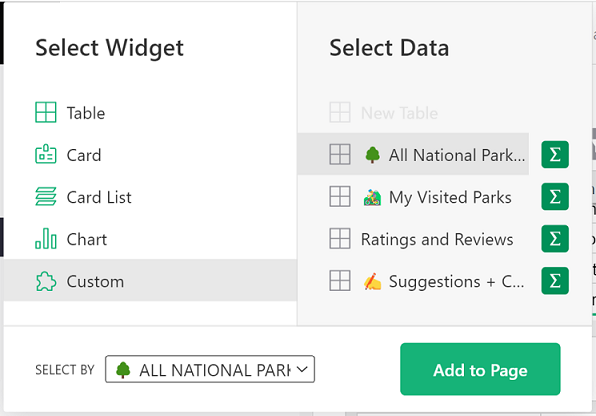 Select Widget
Table
Card
Card List
Chart
Custom
Select Data
New Table
🌳 All National Park... Σ
🚵 My Visited Parks Σ
Ratings and Reviews Σ
✍️ Suggestions + C... Σ
SELECT BY 🌳 ALL NATIONAL PARK
Add to Page